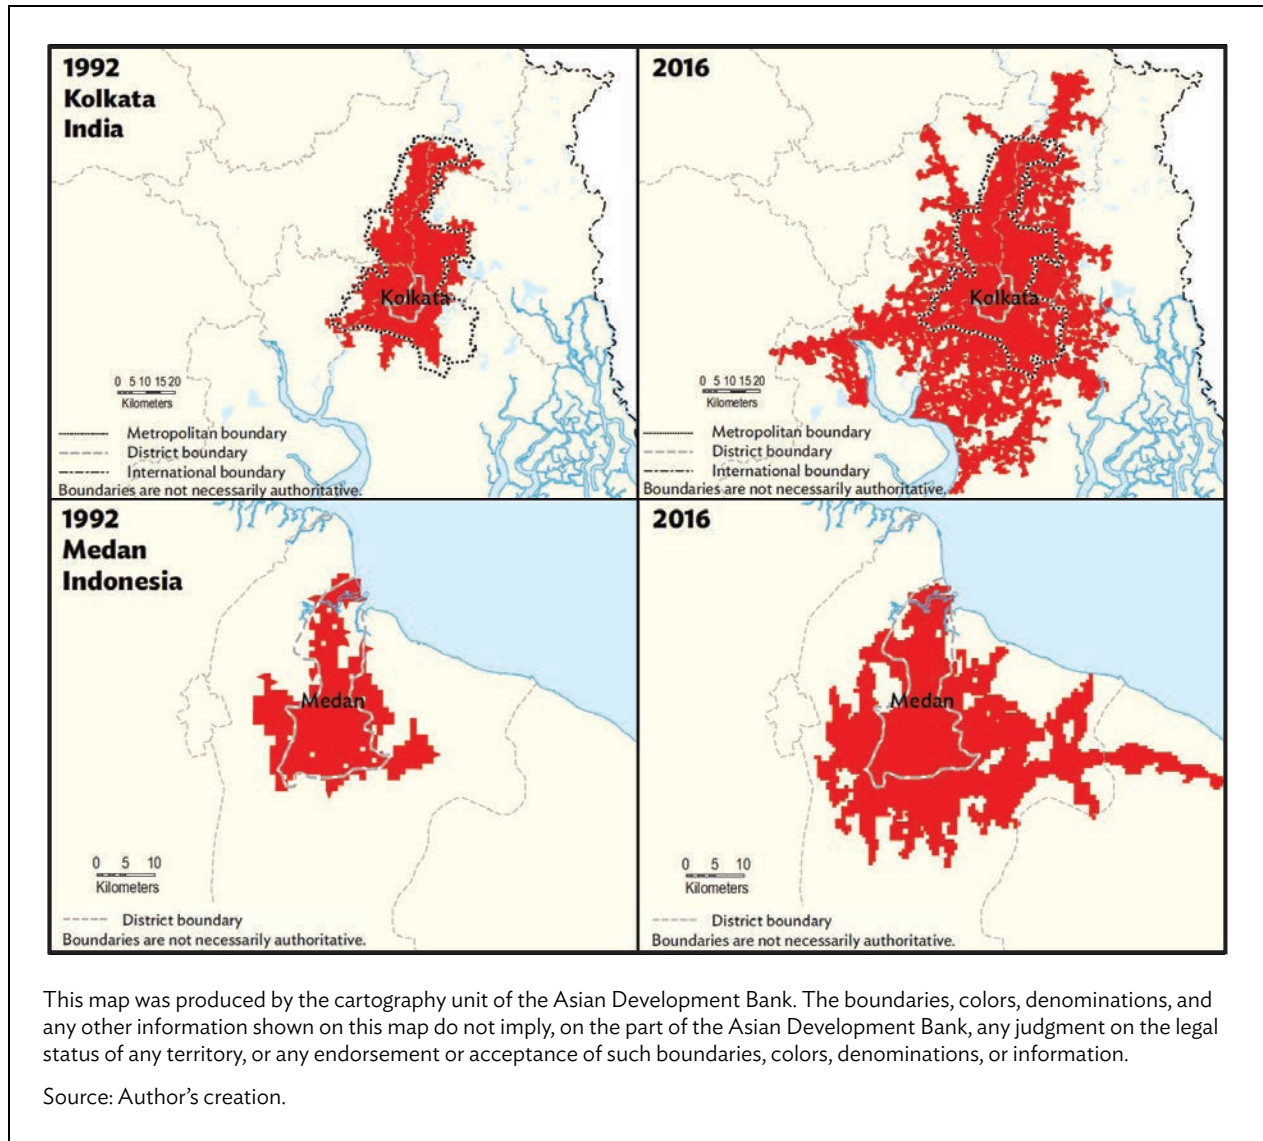 1992
Kolkata
India
Kolkata
0 5 10 15 20
Kilometers
Metropolitan boundary
District boundary
International boundary
Boundaries are not necessarily authoritative.
2016
Kolkata
0 5 10 15 20
Kilometers
Metropolitan boundary
District boundary
International boundary
Boundaries are not necessarily authoritative.
1992
Medan
Indonesia
Medan
0 5 10
Kilometers
District boundary
Boundaries are not necessarily authoritative.
2016
Medan
0 5 10
Kilometers
District boundary
Boundaries are not necessarily authoritative.
This map was produced by the cartography unit of the Asian Development Bank. The boundaries, colors, denominations, and
any other information shown on this map do not imply, on the part of the Asian Development Bank, any judgment on the legal
status of any territory, or any endorsement or acceptance of such boundaries, colors, denominations, or information.
Source: Author’s creation.